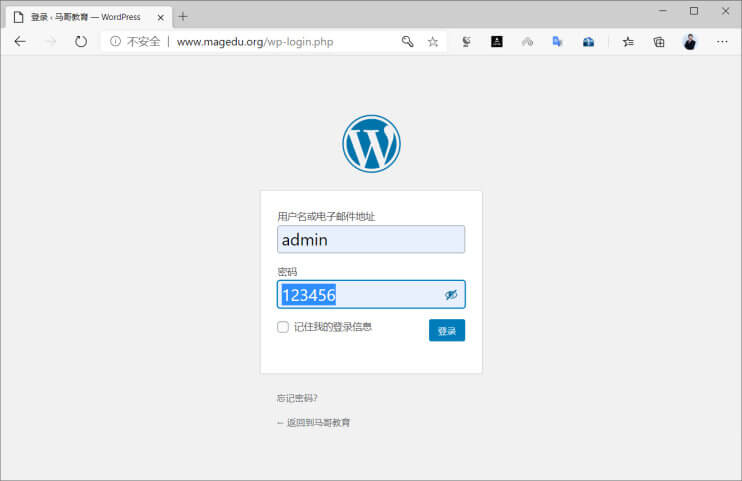 登录 ‹ 马哥教育 — WordPress
不安全 | www.magedu.org/wp-login.php
用户名或电子邮件地址
admin
密码
123456
记住我的登录信息
登录
忘记密码?
← 返回到马哥教育